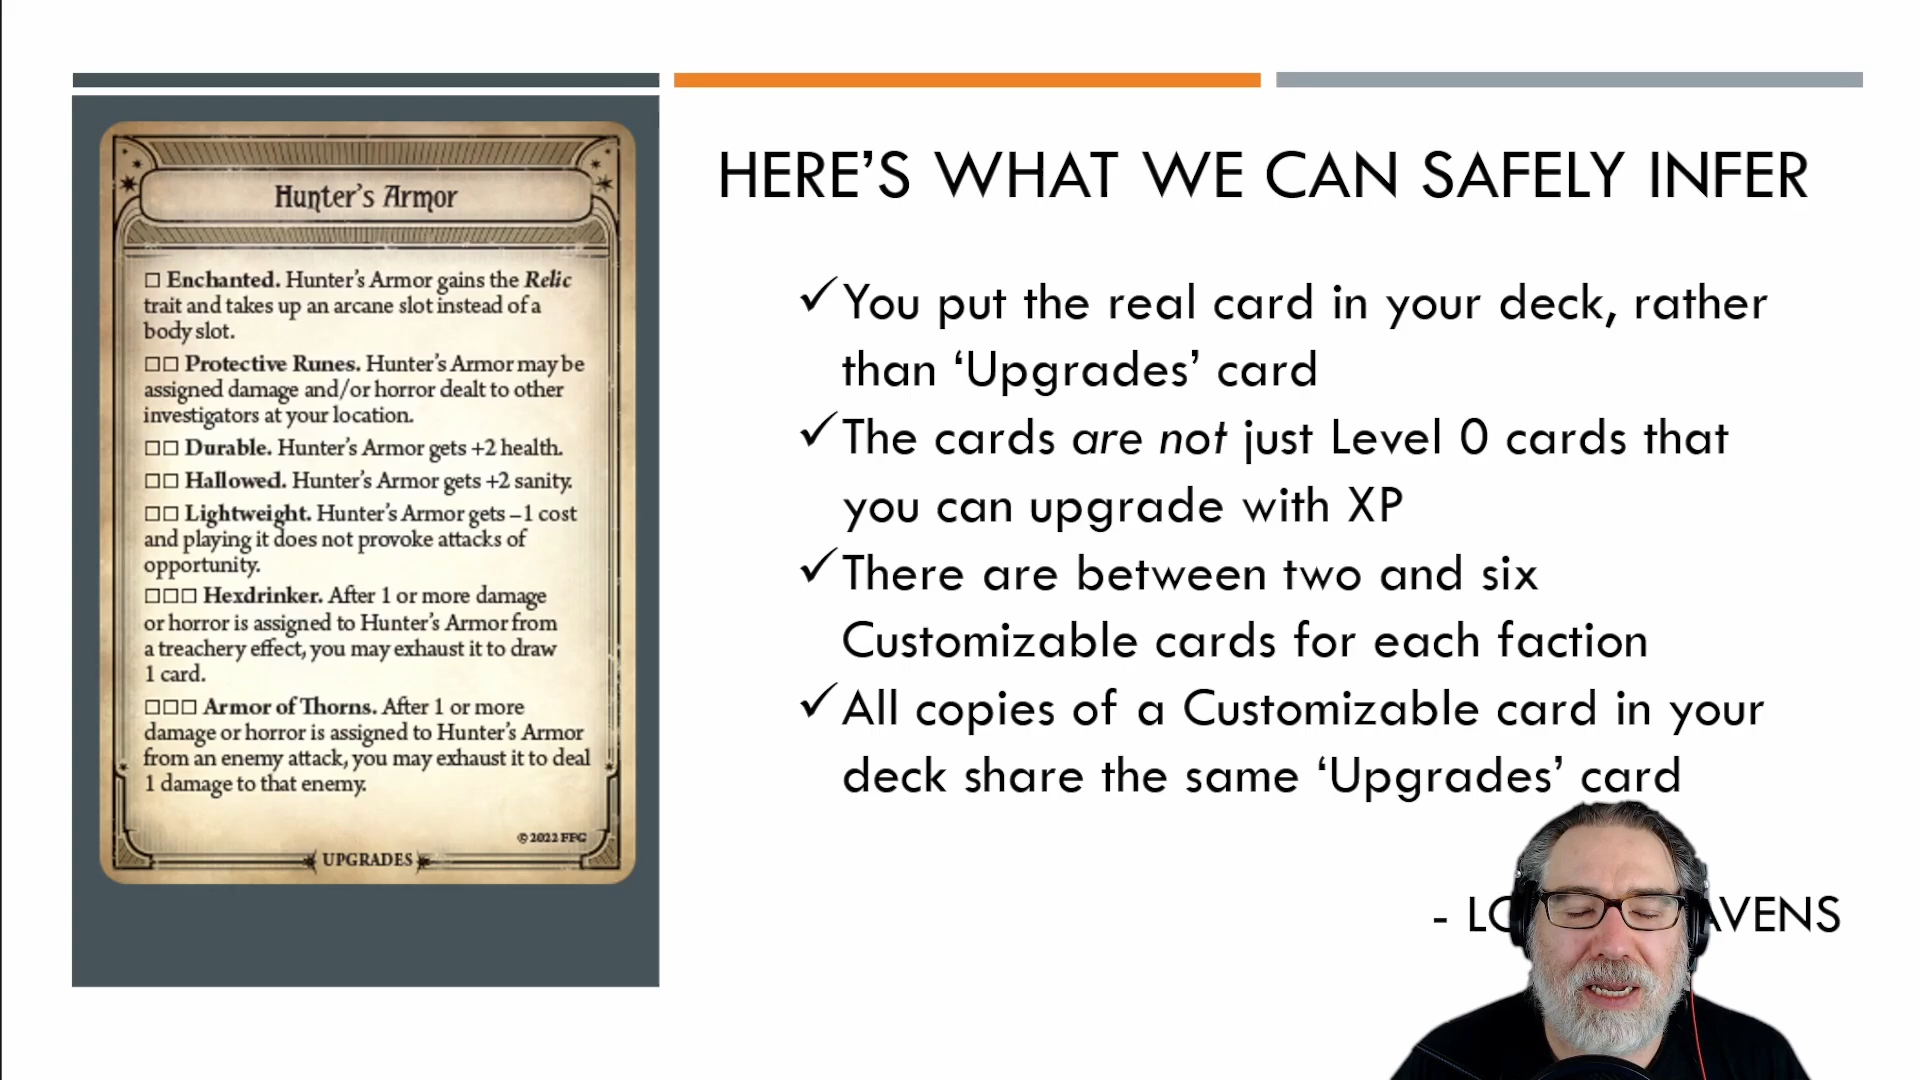 Hunter's Armor
☐ Enchanted. Hunter's Armor gains the Relic
trait and takes up an arcane slot instead of a
body slot.
☐☐ Protective Runes. Hunter's Armor may be
assigned damage and/or horror dealt to other
investigators at your location.
☐☐ Durable. Hunter's Armor gets +2 health.
☐☐ Hallowed. Hunter's Armor gets +2 sanity.
☐☐ Lightweight. Hunter's Armor gets –1 cost
and playing it does not provoke attacks of
opportunity.
☐☐☐ Hexdrinker. After 1 or more damage
or horror is assigned to Hunter's Armor from
a treachery effect, you may exhaust it to draw
1 card.
☐☐☐ Armor of Thorns. After 1 or more
damage or horror is assigned to Hunter's Armor
from an enemy attack, you may exhaust it to deal
1 damage to that enemy.
© 2022 FFG
UPGRADES
HERE'S WHAT WE CAN SAFELY INFER
✓You put the real card in your deck, rather
than ‘Upgrades’ card
✓The cards are not just Level 0 cards that
you can upgrade with XP
✓There are between two and six
Customizable cards for each faction
✓All copies of a Customizable card in your
deck share the same ‘Upgrades’ card
-